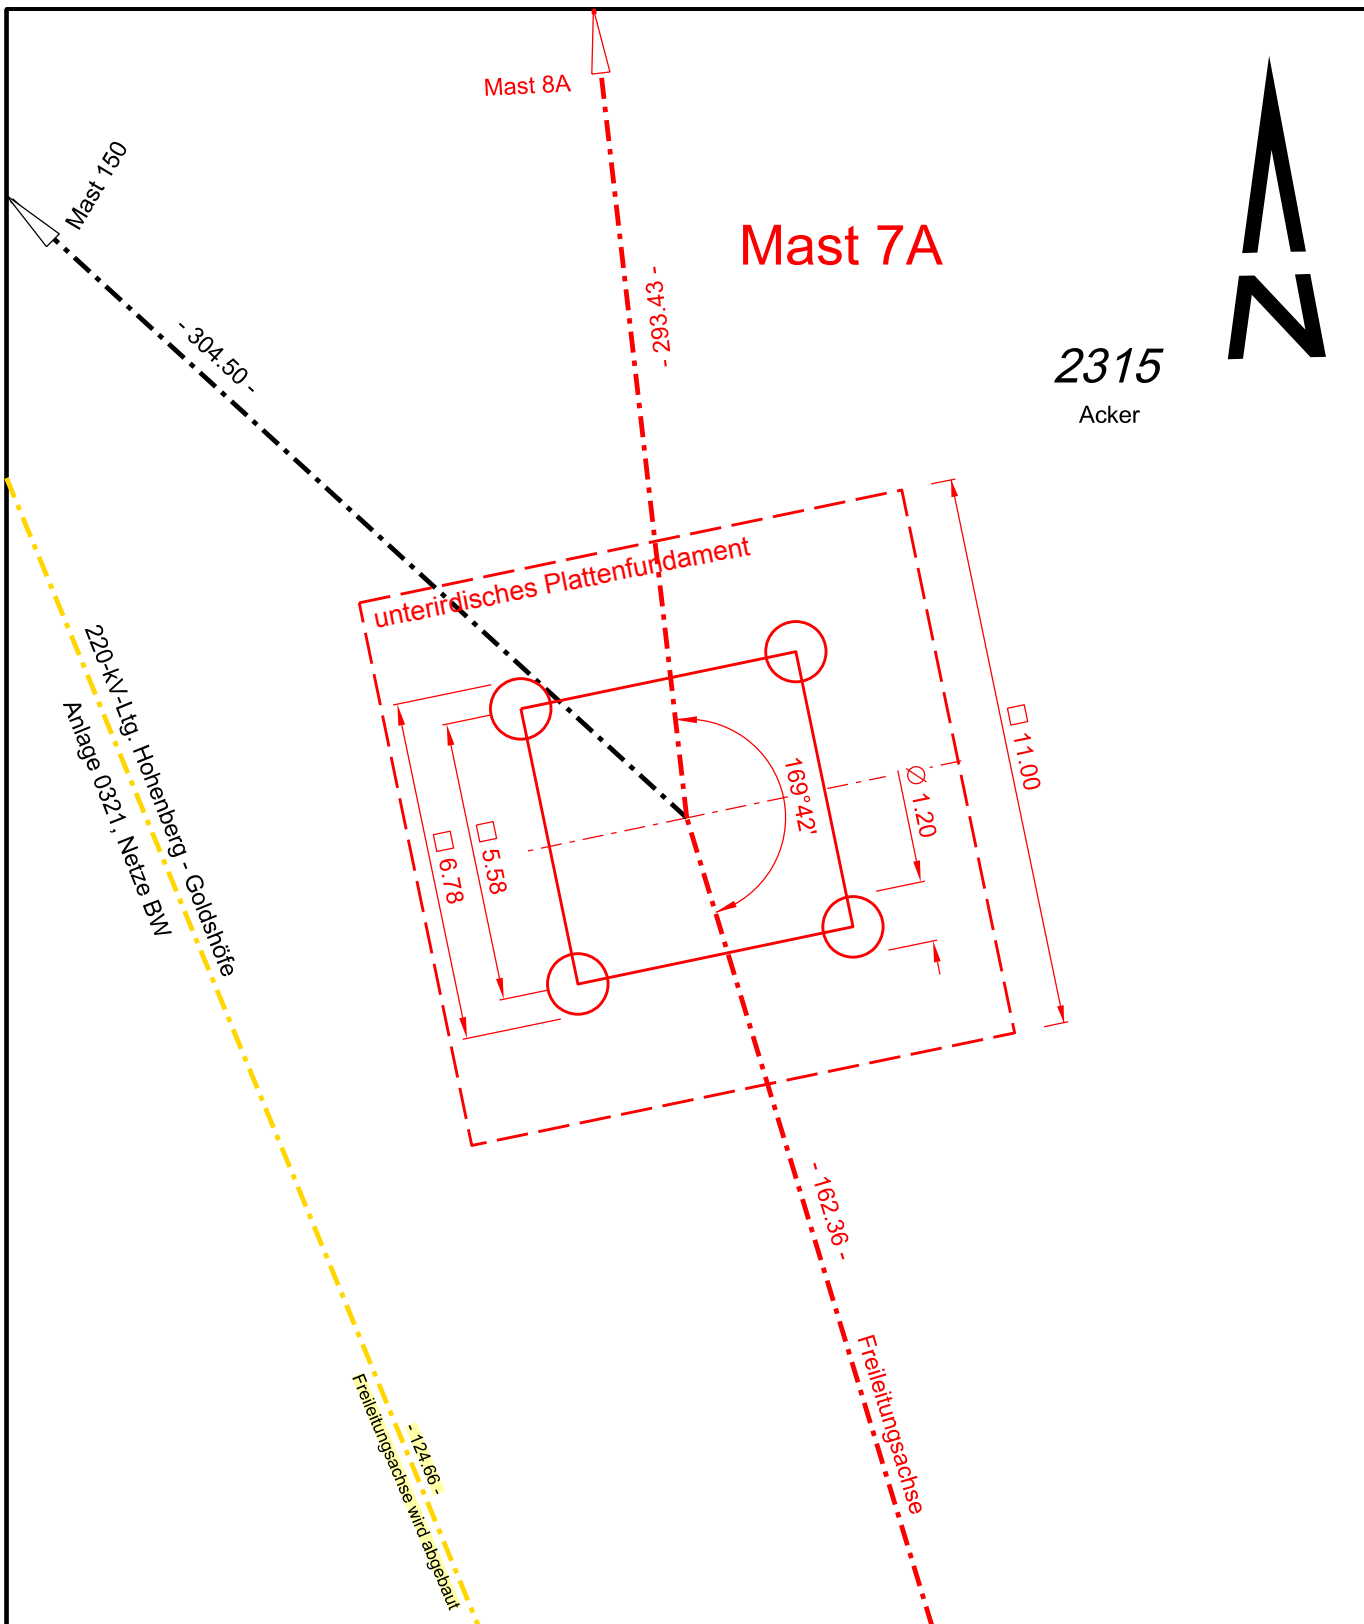 Mast 8A
Mast 150
Mast 7A
N
- 304.50 -
- 293.43 -
2315
Acker
unterirdisches Plattenfundament
□ 11.00
169°42'
∅ 1.20
□ 5.58
□ 6.78
220-kV-Ltg. Hohenberg - Goldshöfe
Anlage 0321, Netze BW
- 162.36 -
Freileitungsachse
- 124.66 -
Freileitungsachse wird abgebaut